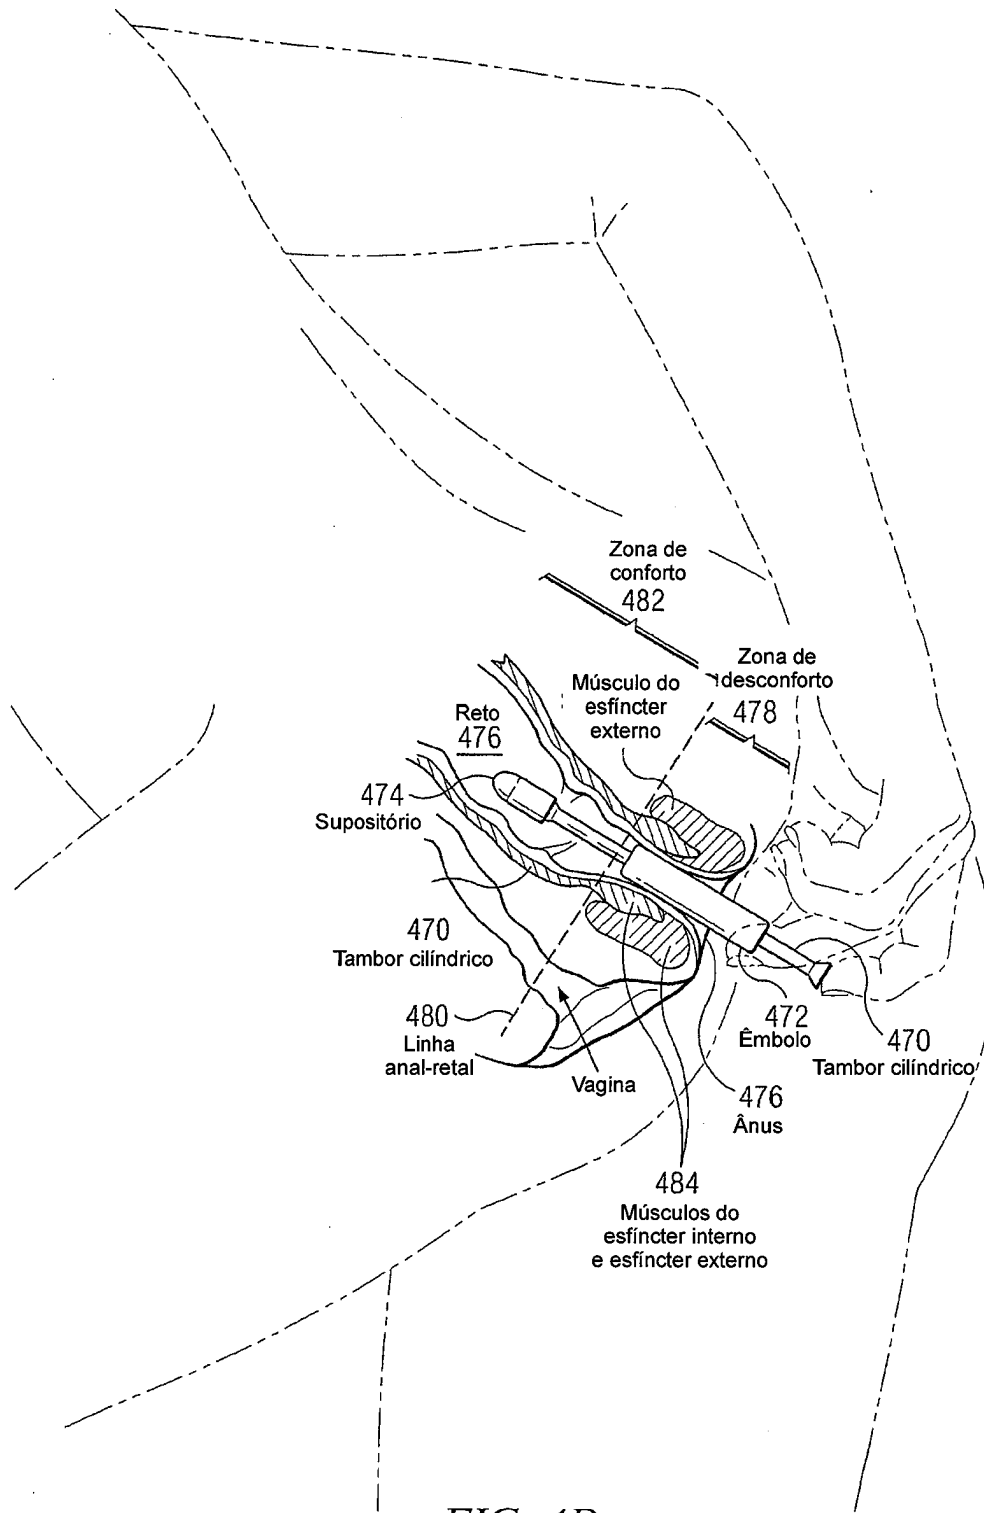 Zona de
conforto
482
Zona de
desconforto
478
Músculo do
esfíncter
externo
Reto
476
474
Supositório
470
Tambor cilíndrico
480
Linha
anal-retal
Vagina
472
Êmbolo
470
Tambor cilíndrico
476
Ânus
484
Músculos do
esfíncter interno
e esfíncter externo